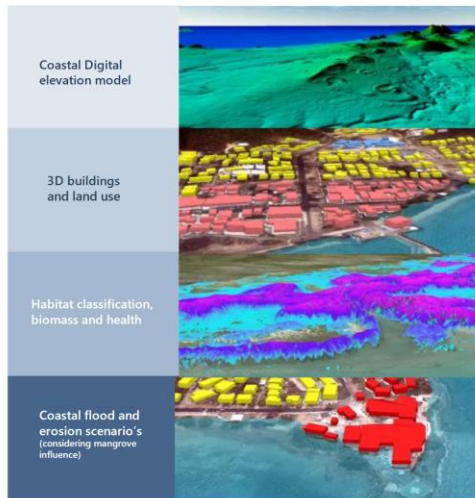 Coastal Digital
elevation model
3D buildings
and land use
Habitat classification,
biomass and health
Coastal flood and
erosion scenario's
(considering mangrove
influence)